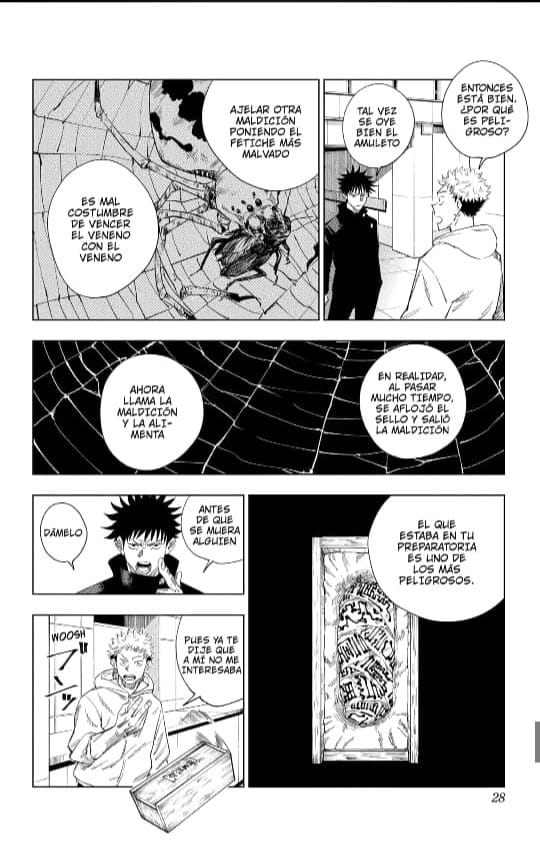 ENTONCES
ESTÁ BIEN.
¿POR QUÉ
ES PELI-
GROSO?
TAL VEZ
SE OYE
BIEN EL
AMULETO
AJELAR OTRA
MALDICIÓN
PONIENDO EL
FETICHE MÁS
MALVADO
ES MAL
COSTUMBRE
DE VENCER
EL VENENO
CON EL
VENENO
EN REALIDAD,
AL PASAR
MUCHO TIEMPO,
SE AFLOJÓ EL
SELLO Y SALIÓ
LA MALDICIÓN
AHORA
LLAMA LA
MALDICIÓN
Y LA ALI-
MENTA
EL QUE
ESTABA EN TU
PREPARATORIA
ES UNO DE
LOS MÁS
PELIGROSOS.
ANTES
DE QUE
SE MUERA
ALGUIEN
DÁMELO
PUES YA TE
DIJE QUE
A MÍ NO ME
INTERESABA
WOOSH
28